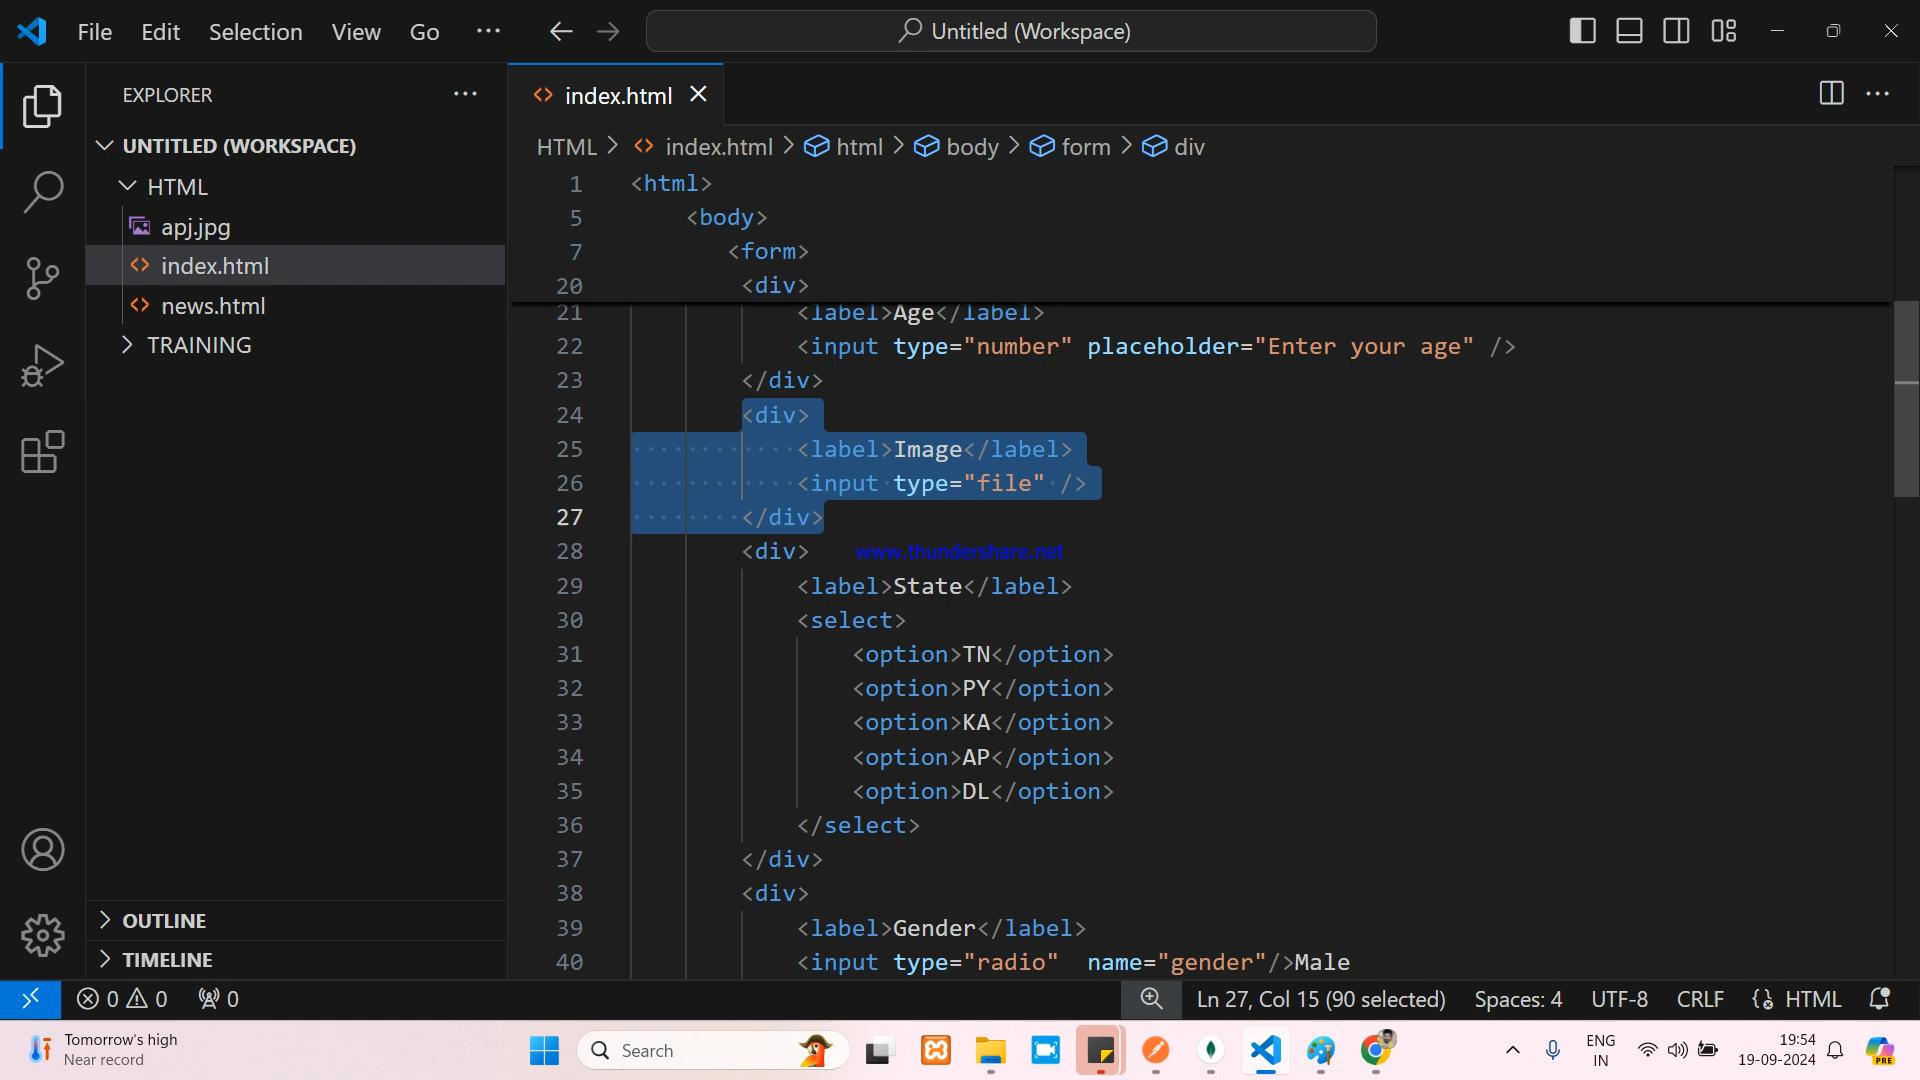 File Edit Selection View Go
Untitled (Workspace)
EXPLORER
UNTITLED (WORKSPACE)
HTML
apj.jpg
index.html
news.html
TRAINING
OUTLINE
TIMELINE
index.html
HTML > index.html > html > body > form > div
1 <html>
5 <body>
7 <form>
20 <div>
21 <label>Age</label>
22 <input type="number" placeholder="Enter your age" />
23 </div>
24 <div>
25 <label>Image</label>
26 <input type="file" />
27 </div>
28 <div>
www.thundershare.net
29 <label>State</label>
30 <select>
31 <option>TN</option>
32 <option>PY</option>
33 <option>KA</option>
34 <option>AP</option>
35 <option>DL</option>
36 </select>
37 </div>
38 <div>
39 <label>Gender</label>
40 <input type="radio"  name="gender"/>Male
0 0 0
Ln 27, Col 15 (90 selected) Spaces: 4 UTF-8 CRLF HTML
Tomorrow's high
Near record
Search
ENG
IN
19:54
19-09-2024
PRE